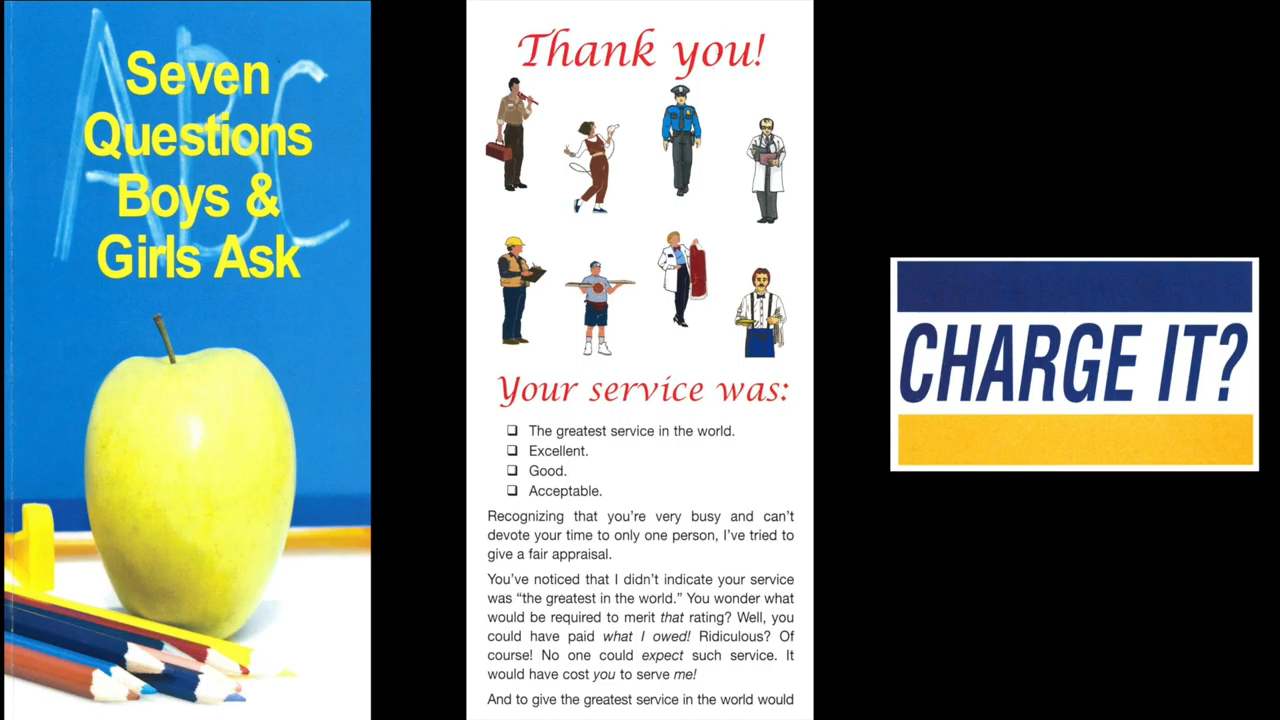 ABC
Seven
Questions
Boys &
Girls Ask
Thank you!
Your service was:
❑ The greatest service in the world.
❑ Excellent.
❑ Good.
❑ Acceptable.
Recognizing that you’re very busy and can’t
devote your time to only one person, I’ve tried to
give a fair appraisal.
You’ve noticed that I didn’t indicate your service
was “the greatest in the world.” You wonder what
would be required to merit that rating? Well, you
could have paid what I owed! Ridiculous? Of
course! No one could expect such service. It
would have cost you to serve me!
And to give the greatest service in the world would
CHARGE IT?